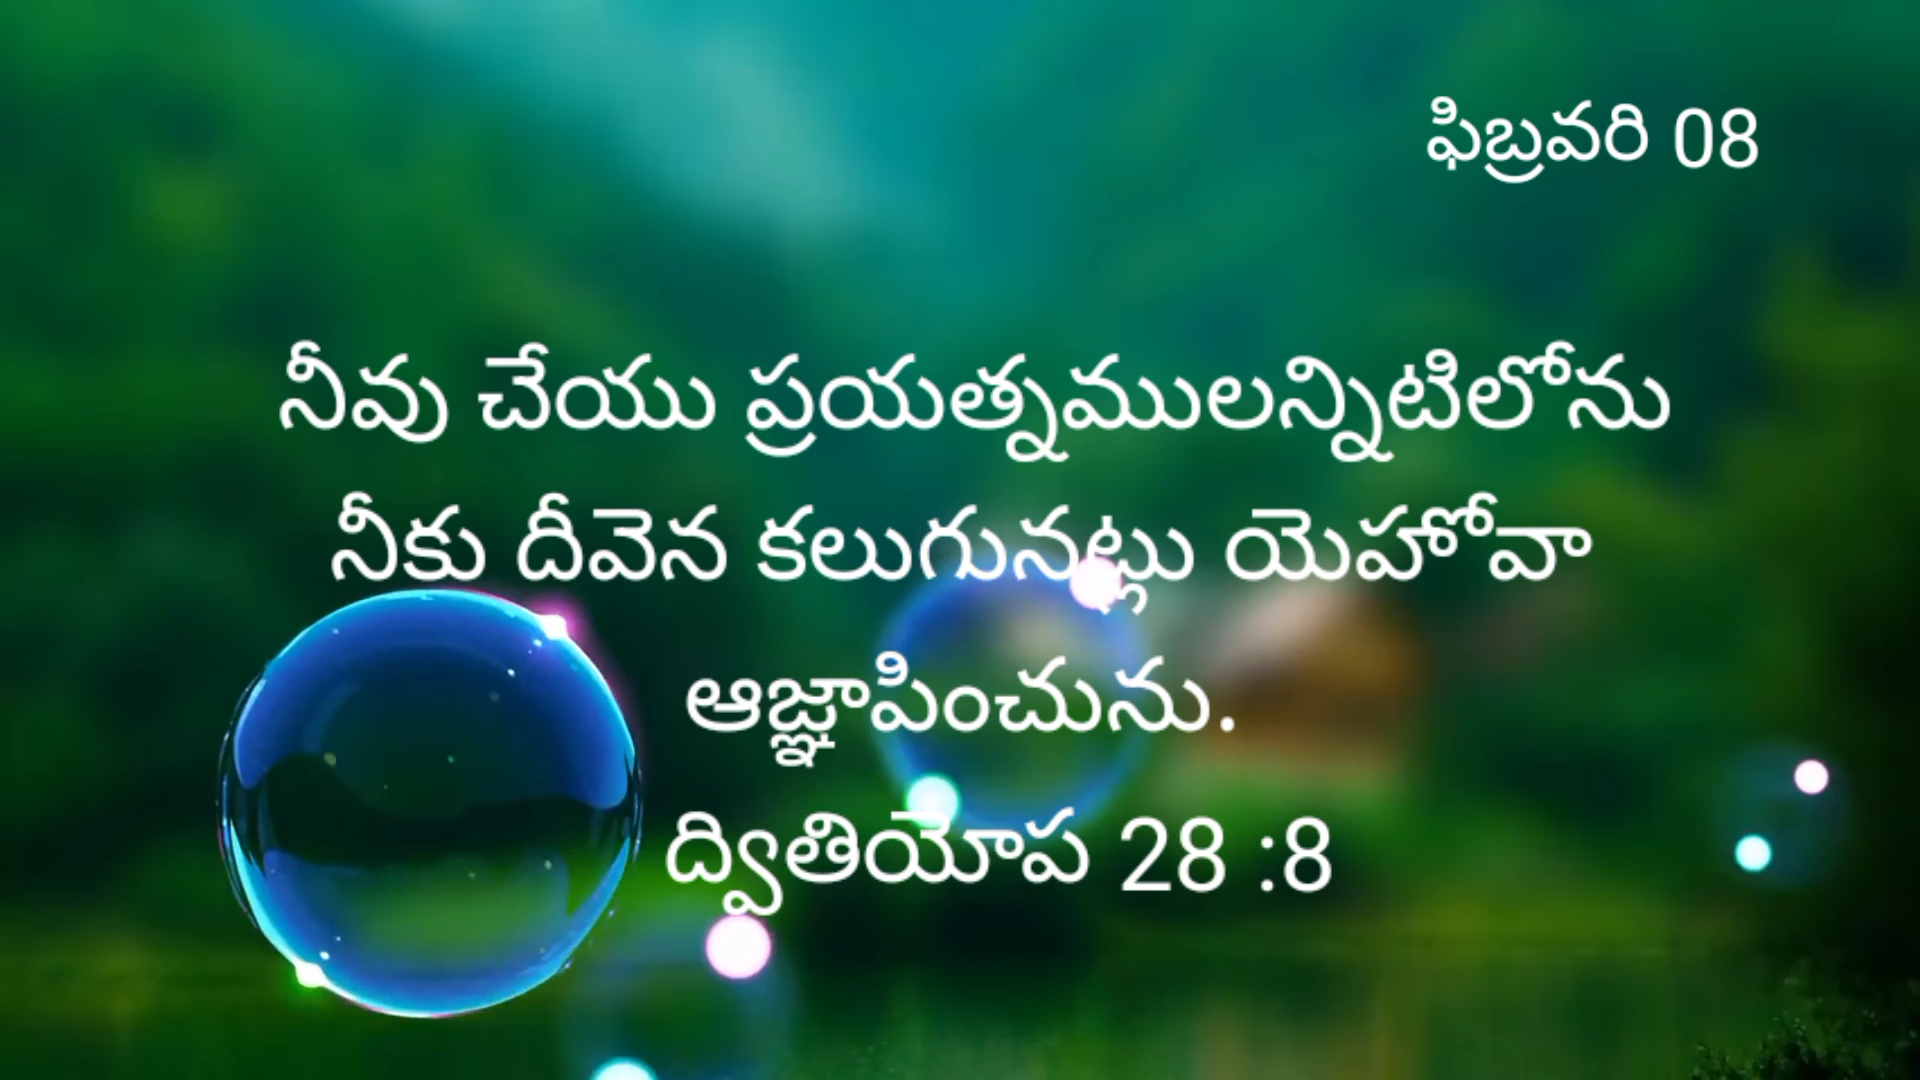 ఫిబ్రవరి 08
నీవు చేయు ప్రయత్నములన్నిటిలోను
నీకు దీవెన కలుగునట్లు యెహోవా
ఆజ్ఞాపించును.
ద్వితియోప 28 :8